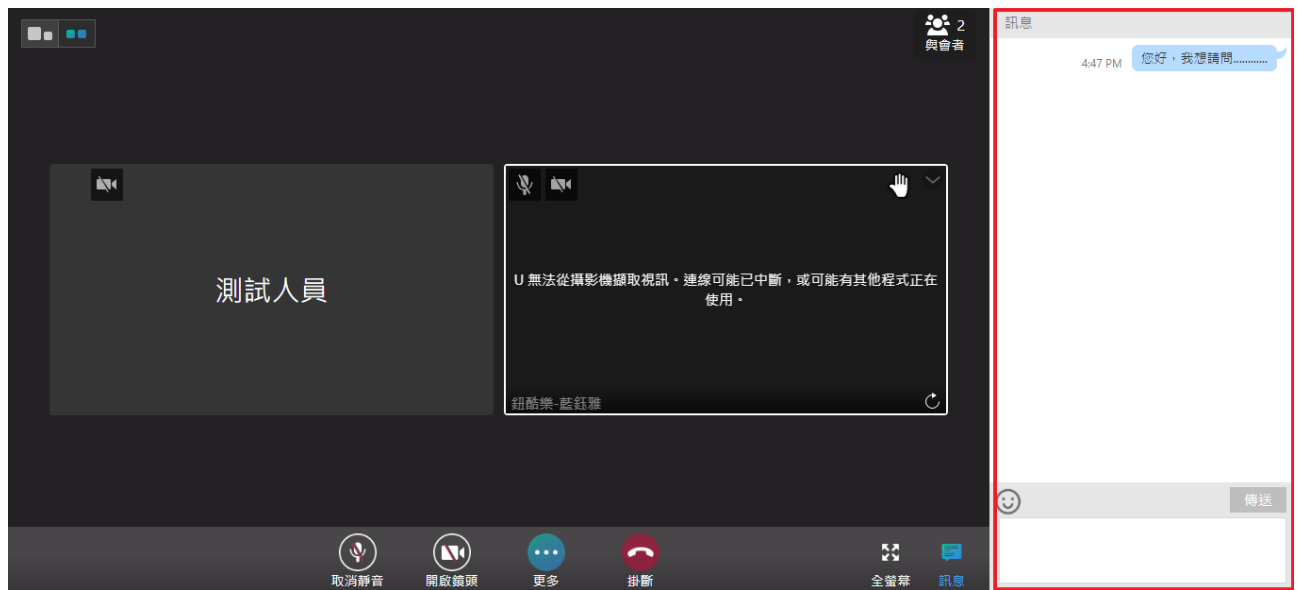 2
與會者
訊息
4:47 PM
您好，我想請問............
測試人員
U 無法從攝影機擷取視訊。連線可能已中斷，或可能有其他程式正在
使用。
鈕酷樂-藍鈺雅
傳送
取消靜音
開啟鏡頭
更多
掛斷
全螢幕
訊息